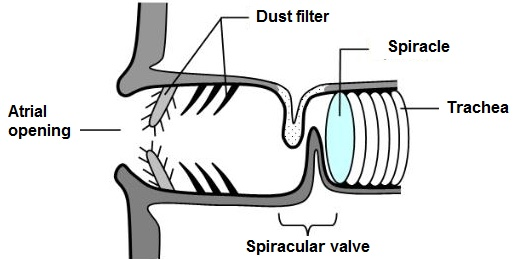 Dust filter
Spiracle
Atrial
opening
Trachea
Spiracular valve